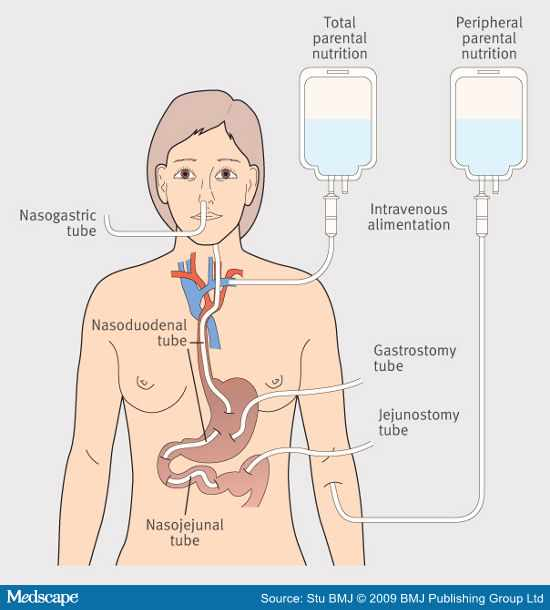 Total
parental
nutrition
Peripheral
parental
nutrition
Nasogastric
tube
Intravenous
alimentation
Nasoduodenal
tube
Gastrostomy
tube
Jejunostomy
tube
Nasojejunal
tube
Medscape
Source: Stu BMJ © 2009 BMJ Publishing Group Ltd